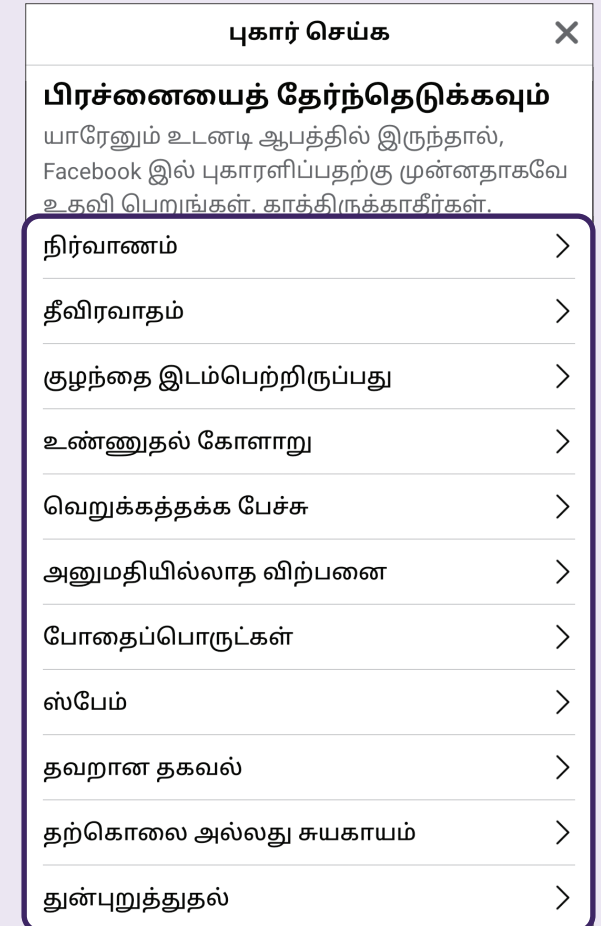 புகார் செய்க
பிரச்னையைத் தேர்ந்தெடுக்கவும்
யாரேனும் உடனடி ஆபத்தில் இருந்தால்,
Facebook இல் புகாரளிப்பதற்கு முன்னதாகவே
உதவி பெறுங்கள். காத்திருக்காதீர்கள்.
நிர்வாணம்
தீவிரவாதம்
குழந்தை இடம்பெற்றிருப்பது
உண்ணுதல் கோளாறு
வெறுக்கத்தக்க பேச்சு
அனுமதியில்லாத விற்பனை
போதைப்பொருட்கள்
ஸ்பேம்
தவறான தகவல்
தற்கொலை அல்லது சுயகாயம்
துன்புறுத்துதல்